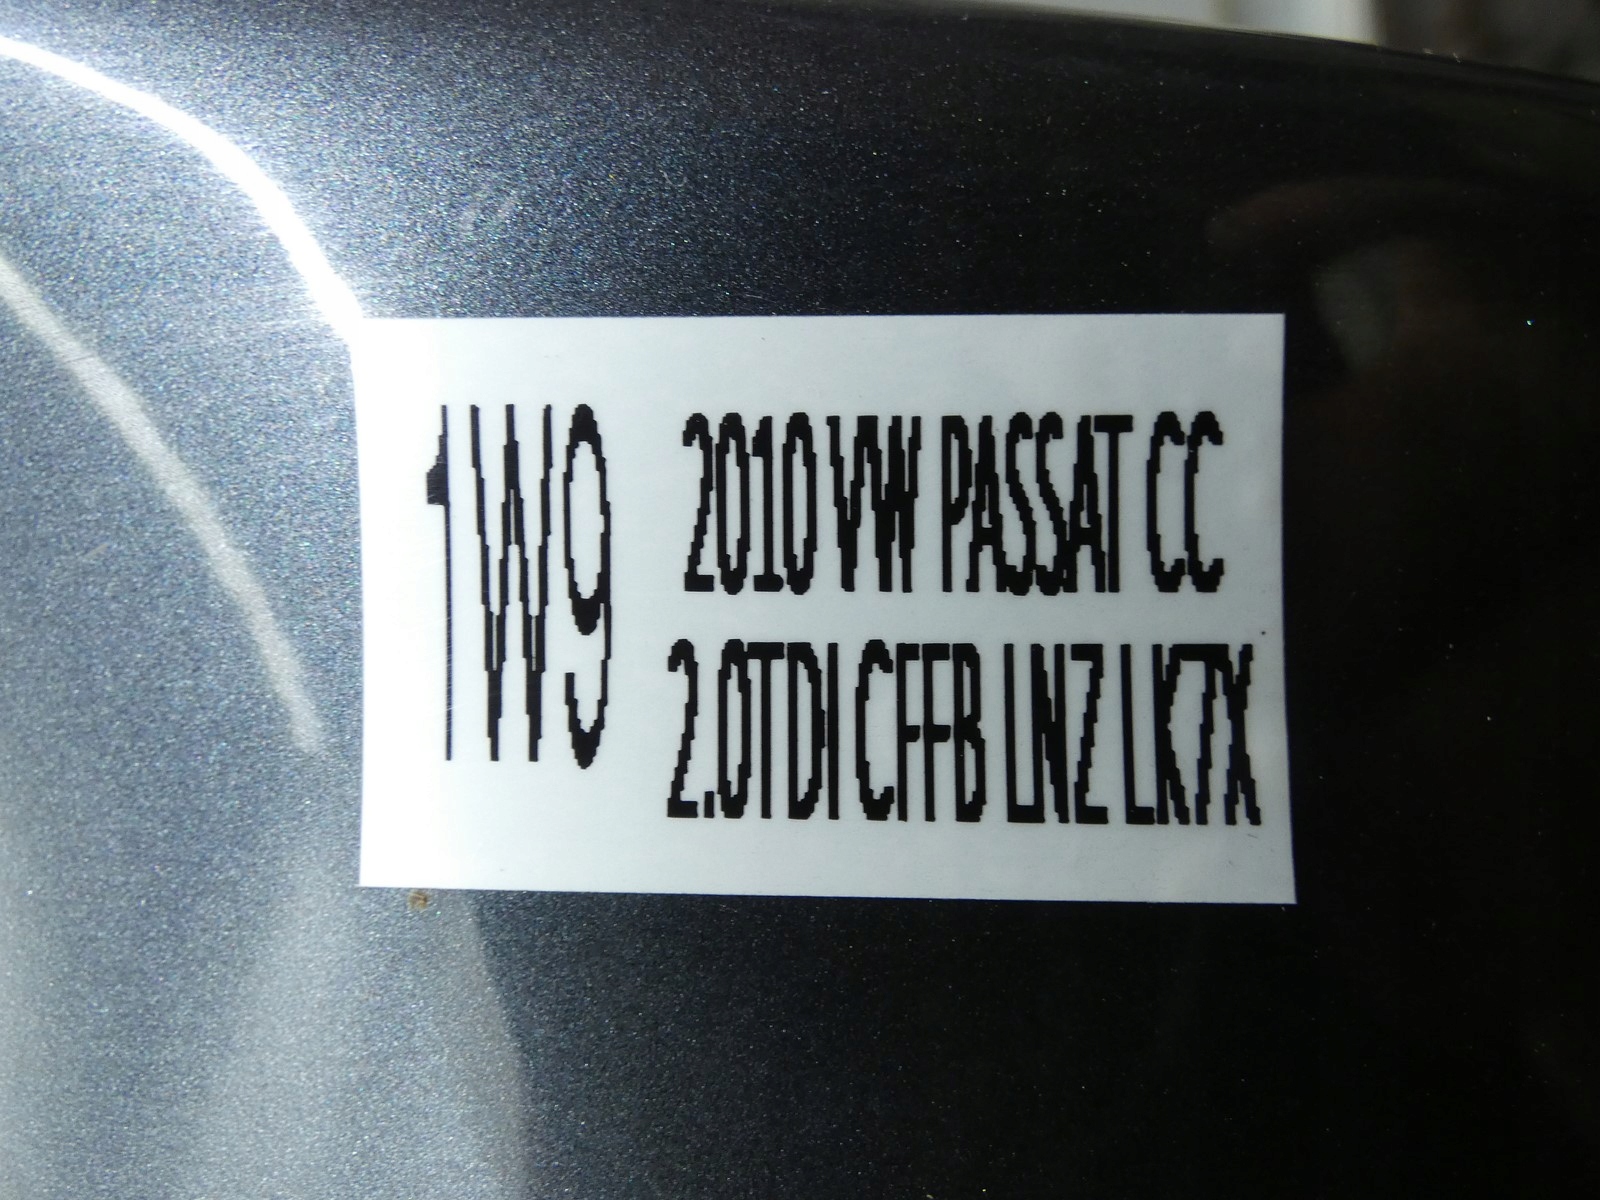 1W9
2010 VW PASSAT CC
2.0TDI CFFB LNZ LK7X